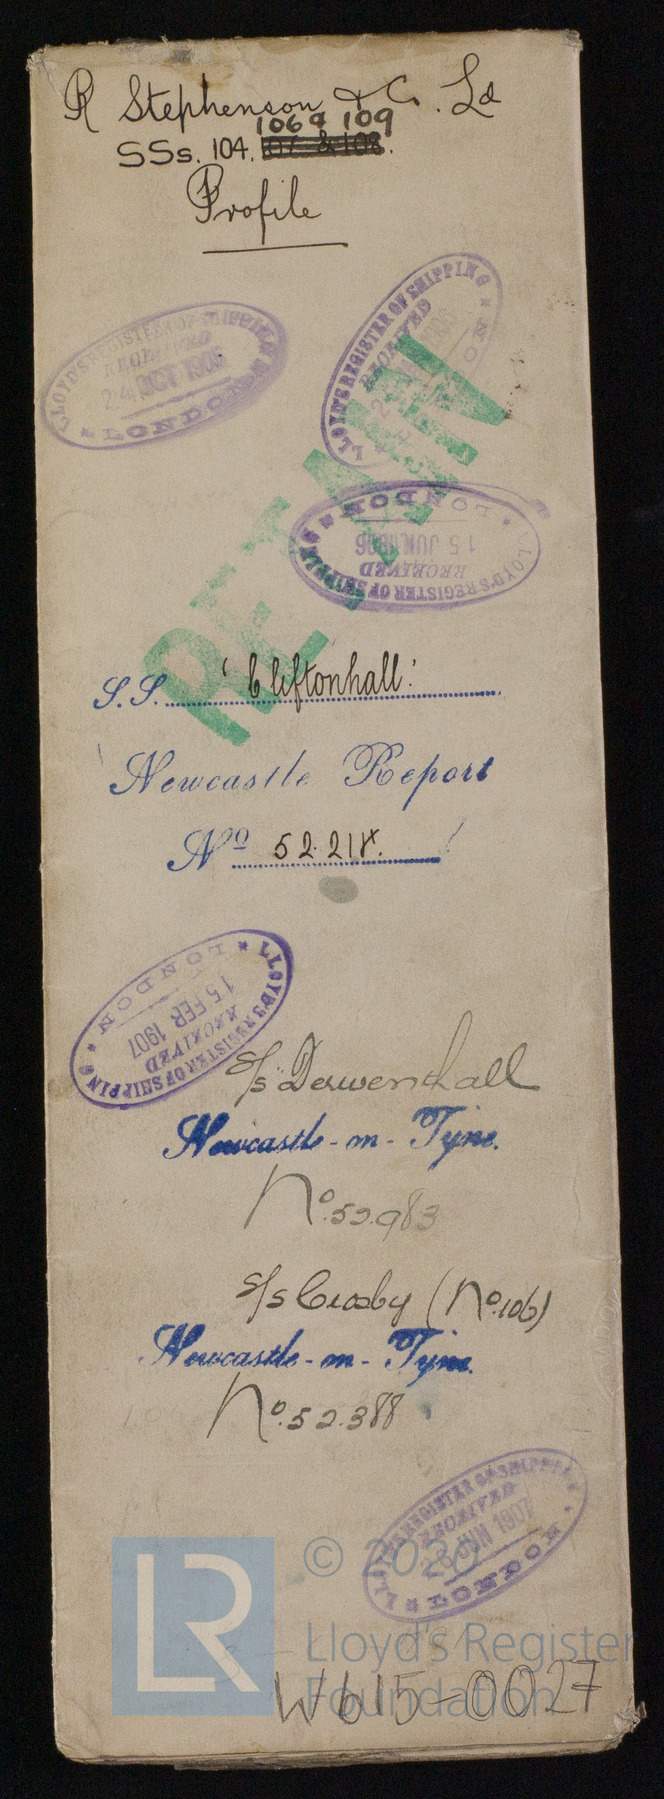 R Stephenson & Co. Ld
106 & 109
SSs. 104. 107 & 108.
Profile
LLOYD'S REGISTER OF SHIPPING
RECEIVED
LONDON
LLOYD'S REGISTER OF SHIPPING
RECEIVED
24 OCT 1905
LONDON
RETAIN
LLOYD'S REGISTER OF SHIPPING
RECEIVED
15 JUN 1906
LONDON
S.S. 'Cliftonhall.'
Newcastle Report
No 52.218.
LLOYD'S REGISTER OF SHIPPING
RECEIVED
15 FEB 1907
LONDON
s/s Derwenthall
Newcastle-on-Tyne.
No. 52.983
s/s Crosby (No. 106)
Newcastle-on-Tyne.
No. 52.388
LLOYD'S REGISTER OF SHIPPING
RECEIVED
JUN 1907
LONDON
LR
© 2020
Lloyd's Register
Foundation
W615-0027